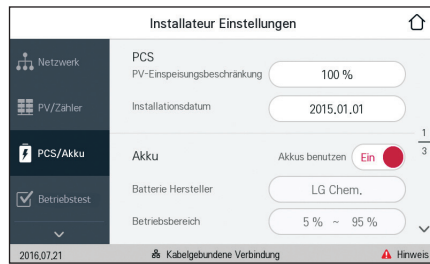 Installateur Einstellungen
Netzwerk
PV/Zähler
PCS/Akku
Betriebstest
PCS
PV-Einspeisungsbeschränkung 100 %
Installationsdatum 2015.01.01
Akku Akkus benutzen Ein
Batterie Hersteller LG Chem.
Betriebsbereich 5 % ~ 95 %
1
3
2016.07.21 Kabelgebundene Verbindung Hinweis